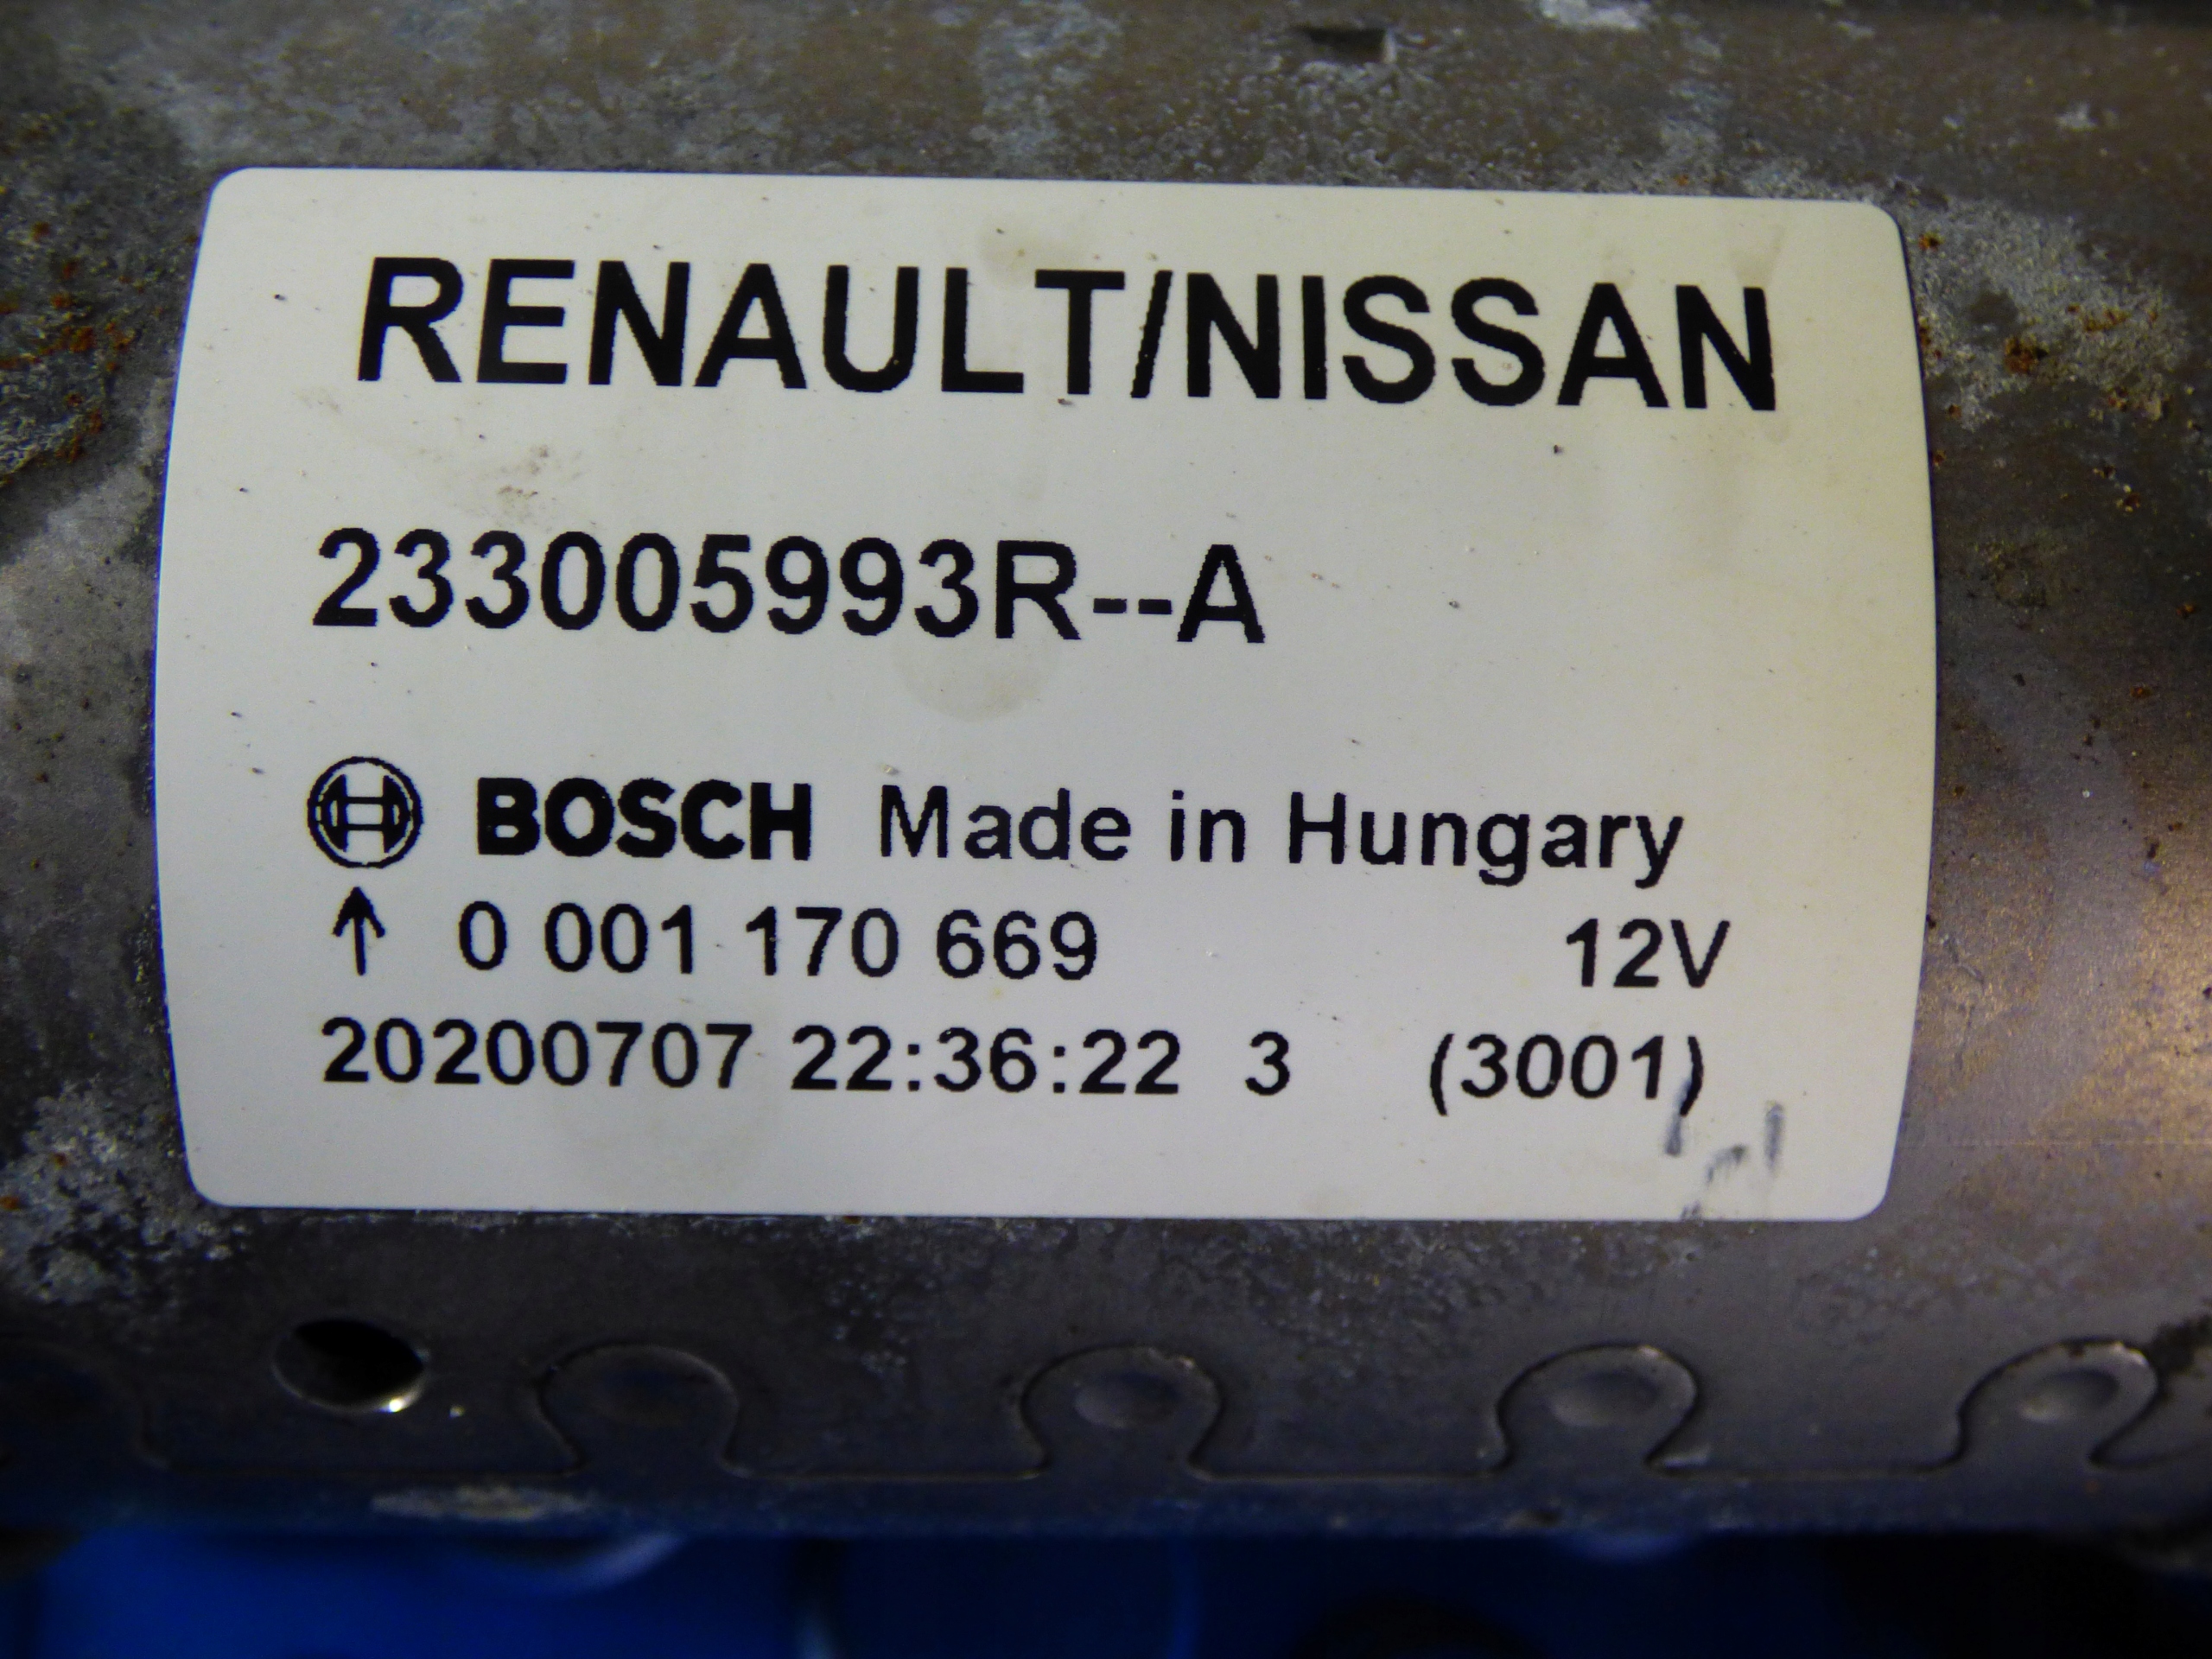 RENAULT/NISSAN
233005993R--A
BOSCH Made in Hungary
↑ 0 001 170 669 12V
20200707 22:36:22 3 (3001)